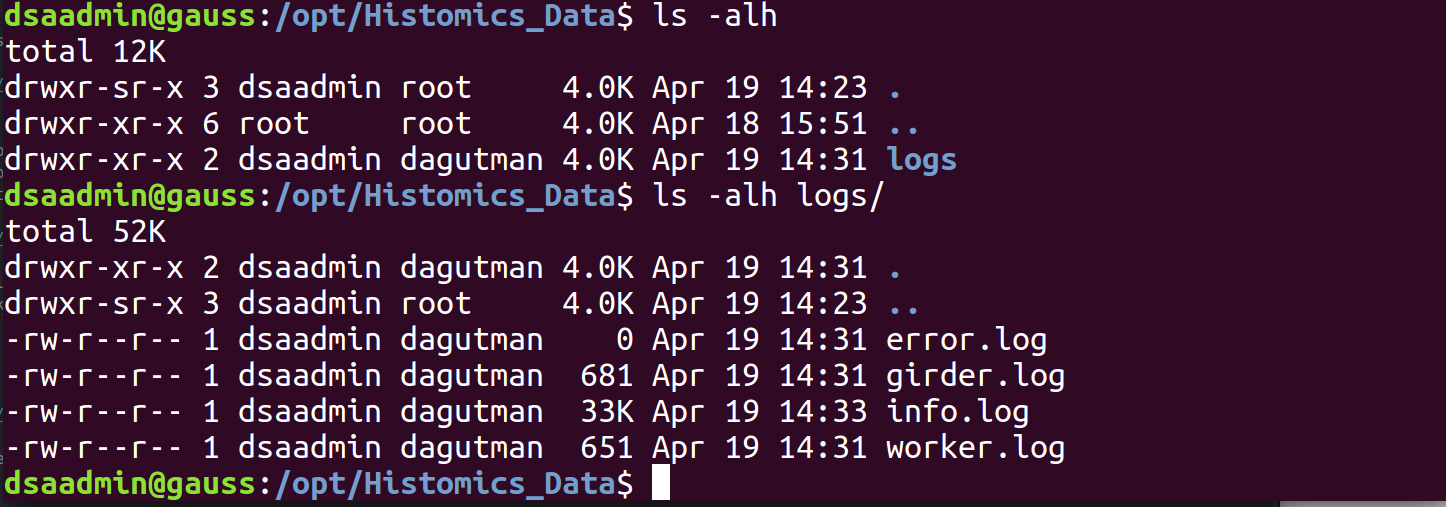 dsaadmin@gauss:/opt/Histomics_Data$ ls -alh
total 12K
drwxr-sr-x 3 dsaadmin root     4.0K Apr 19 14:23 .
drwxr-xr-x 6 root     root     4.0K Apr 18 15:51 ..
drwxr-xr-x 2 dsaadmin dagutman 4.0K Apr 19 14:31 logs
dsaadmin@gauss:/opt/Histomics_Data$ ls -alh logs/
total 52K
drwxr-xr-x 2 dsaadmin dagutman 4.0K Apr 19 14:31 .
drwxr-sr-x 3 dsaadmin root     4.0K Apr 19 14:23 ..
-rw-r--r-- 1 dsaadmin dagutman    0 Apr 19 14:31 error.log
-rw-r--r-- 1 dsaadmin dagutman  681 Apr 19 14:31 girder.log
-rw-r--r-- 1 dsaadmin dagutman  33K Apr 19 14:33 info.log
-rw-r--r-- 1 dsaadmin dagutman  651 Apr 19 14:31 worker.log
dsaadmin@gauss:/opt/Histomics_Data$